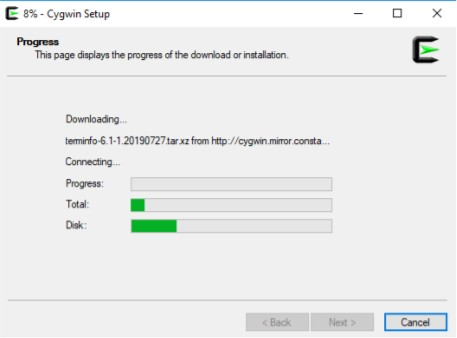 8% - Cygwin Setup
Progress
This page displays the progress of the download or installation.
Downloading...
terminfo-6.1-1.20190727.tar.xz from http://cygwin.mirror.consta...
Connecting...
Progress:
Total:
Disk:
< Back Next > Cancel